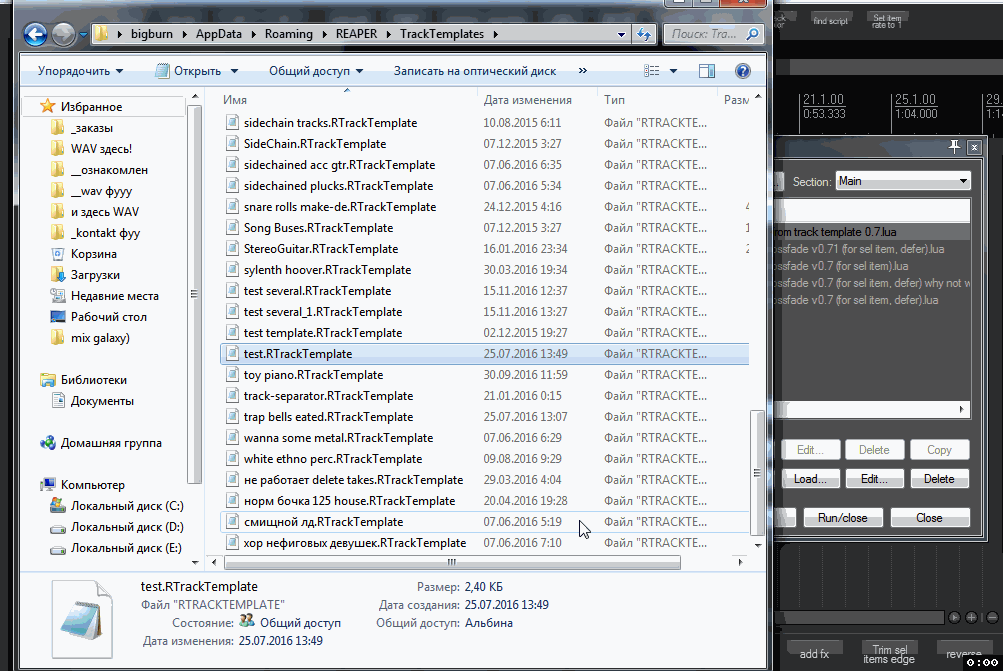 bigburn
AppData
Roaming
REAPER
TrackTemplates
Поиск: Tra...
Упорядочить
Открыть
Общий доступ
Записать на оптический диск
»
Избранное
_заказы
WAV здесь!
__ознакомлен
__wav фууу
и здесь WAV
_kontakt фуу
Корзина
Загрузки
Недавние места
Рабочий стол
mix galaxy)
Библиотеки
Документы
Домашняя группа
Компьютер
Локальный диск (C:)
Локальный диск (D:)
Локальный диск (E:)
Имя Дата изменения Тип Разм
sidechain tracks.RTrackTemplate 10.08.2015 6:11 Файл "RTRACKTE...
SideChain.RTrackTemplate 07.12.2015 3:27 Файл "RTRACKTE...
sidechained acc gtr.RTrackTemplate 07.06.2016 6:35 Файл "RTRACKTE...
sidechained plucks.RTrackTemplate 07.06.2016 5:34 Файл "RTRACKTE...
snare rolls make-de.RTrackTemplate 24.12.2015 4:16 Файл "RTRACKTE... 4
Song Buses.RTrackTemplate 07.12.2015 3:27 Файл "RTRACKTE... 1
StereoGuitar.RTrackTemplate 16.01.2016 23:34 Файл "RTRACKTE... 2
sylenth hoover.RTrackTemplate 30.03.2016 19:34 Файл "RTRACKTE...
test several.RTrackTemplate 15.11.2016 12:37 Файл "RTRACKTE...
test several_1.RTrackTemplate 15.11.2016 13:27 Файл "RTRACKTE...
test template.RTrackTemplate 02.12.2015 19:27 Файл "RTRACKTE...
test.RTrackTemplate 25.07.2016 13:49 Файл "RTRACKTE...
toy piano.RTrackTemplate 30.09.2016 11:59 Файл "RTRACKTE...
track-separator.RTrackTemplate 21.01.2016 0:15 Файл "RTRACKTE...
trap bells eated.RTrackTemplate 25.07.2016 13:07 Файл "RTRACKTE...
wanna some metal.RTrackTemplate 07.06.2016 6:29 Файл "RTRACKTE...
white ethno perc.RTrackTemplate 09.08.2016 9:29 Файл "RTRACKTE...
не работает delete takes.RTrackTemplate 29.03.2016 4:04 Файл "RTRACKTE...
норм бочка 125 house.RTrackTemplate 20.04.2016 19:28 Файл "RTRACKTE...
смищной лд.RTrackTemplate 07.06.2016 5:19 Файл "RTRACKTE...
хор нефиговых девушек.RTrackTemplate 07.06.2016 7:10 Файл "RTRACKTE...
test.RTrackTemplate
Файл "RTRACKTEMPLATE"
Состояние: Общий доступ
Дата изменения: 25.07.2016 13:49
Размер: 2,40 КБ
Дата создания: 25.07.2016 13:49
Общий доступ: Альбина
find script
Set item
rate to 1
21.1.00
0:53.333
25.1.00
1:04.000
29.
1:14
Section: Main
rom track template 0.7.lua
ossfade v0.71 (for sel item, defer).lua
ossfade v0.7 (for sel item).lua
ossfade v0.7 (for sel item, defer) why not w
ossfade v0.7 (for sel item, defer).lua
Edit... Delete Copy
Load... Edit... Delete
Run/close Close
add fx
Trim sel
items edge
reverse
0:00